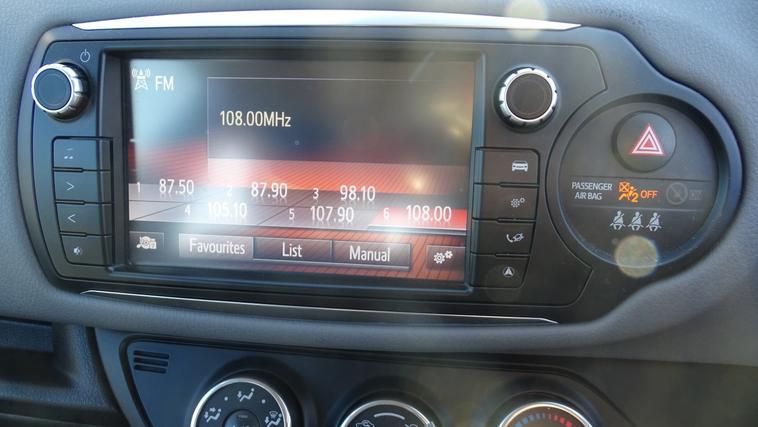 FM
108.00MHz
1 87.50 2 87.90 3 98.10
4 105.10 5 107.90 6 108.00
Favourites List Manual
PASSENGER
AIR BAG
2 OFF